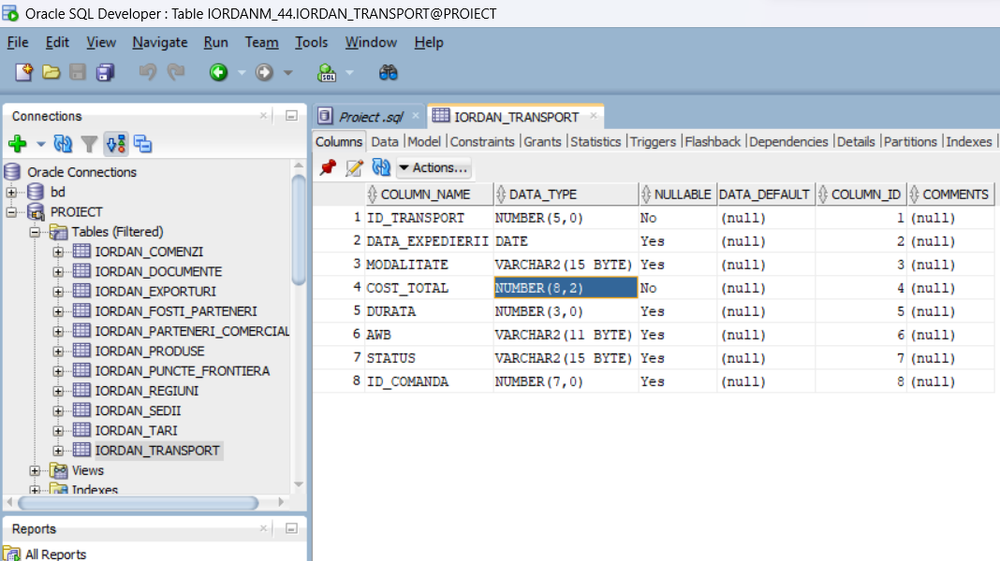 Oracle SQL Developer : Table IORDANM_44.IORDAN_TRANSPORT@PROIECT
File Edit View Navigate Run Team Tools Window Help
SQL
Connections
Oracle Connections
bd
PROIECT
Tables (Filtered)
IORDAN_COMENZI
IORDAN_DOCUMENTE
IORDAN_EXPORTURI
IORDAN_FOSTI_PARTENERI
IORDAN_PARTENERI_COMERCIAL
IORDAN_PRODUSE
IORDAN_PUNCTE_FRONTIERA
IORDAN_REGIUNI
IORDAN_SEDII
IORDAN_TARI
IORDAN_TRANSPORT
Views
Indexes
Reports
All Reports
Proiect .sql IORDAN_TRANSPORT
Columns Data Model Constraints Grants Statistics Triggers Flashback Dependencies Details Partitions Indexes
Actions...
COLUMN_NAME DATA_TYPE NULLABLE DATA_DEFAULT COLUMN_ID COMMENTS
1 ID_TRANSPORT NUMBER(5,0) No (null) 1 (null)
2 DATA_EXPEDIERII DATE Yes (null) 2 (null)
3 MODALITATE VARCHAR2(15 BYTE) Yes (null) 3 (null)
4 COST_TOTAL NUMBER(8,2) No (null) 4 (null)
5 DURATA NUMBER(3,0) Yes (null) 5 (null)
6 AWB VARCHAR2(11 BYTE) Yes (null) 6 (null)
7 STATUS VARCHAR2(15 BYTE) Yes (null) 7 (null)
8 ID_COMANDA NUMBER(7,0) Yes (null) 8 (null)